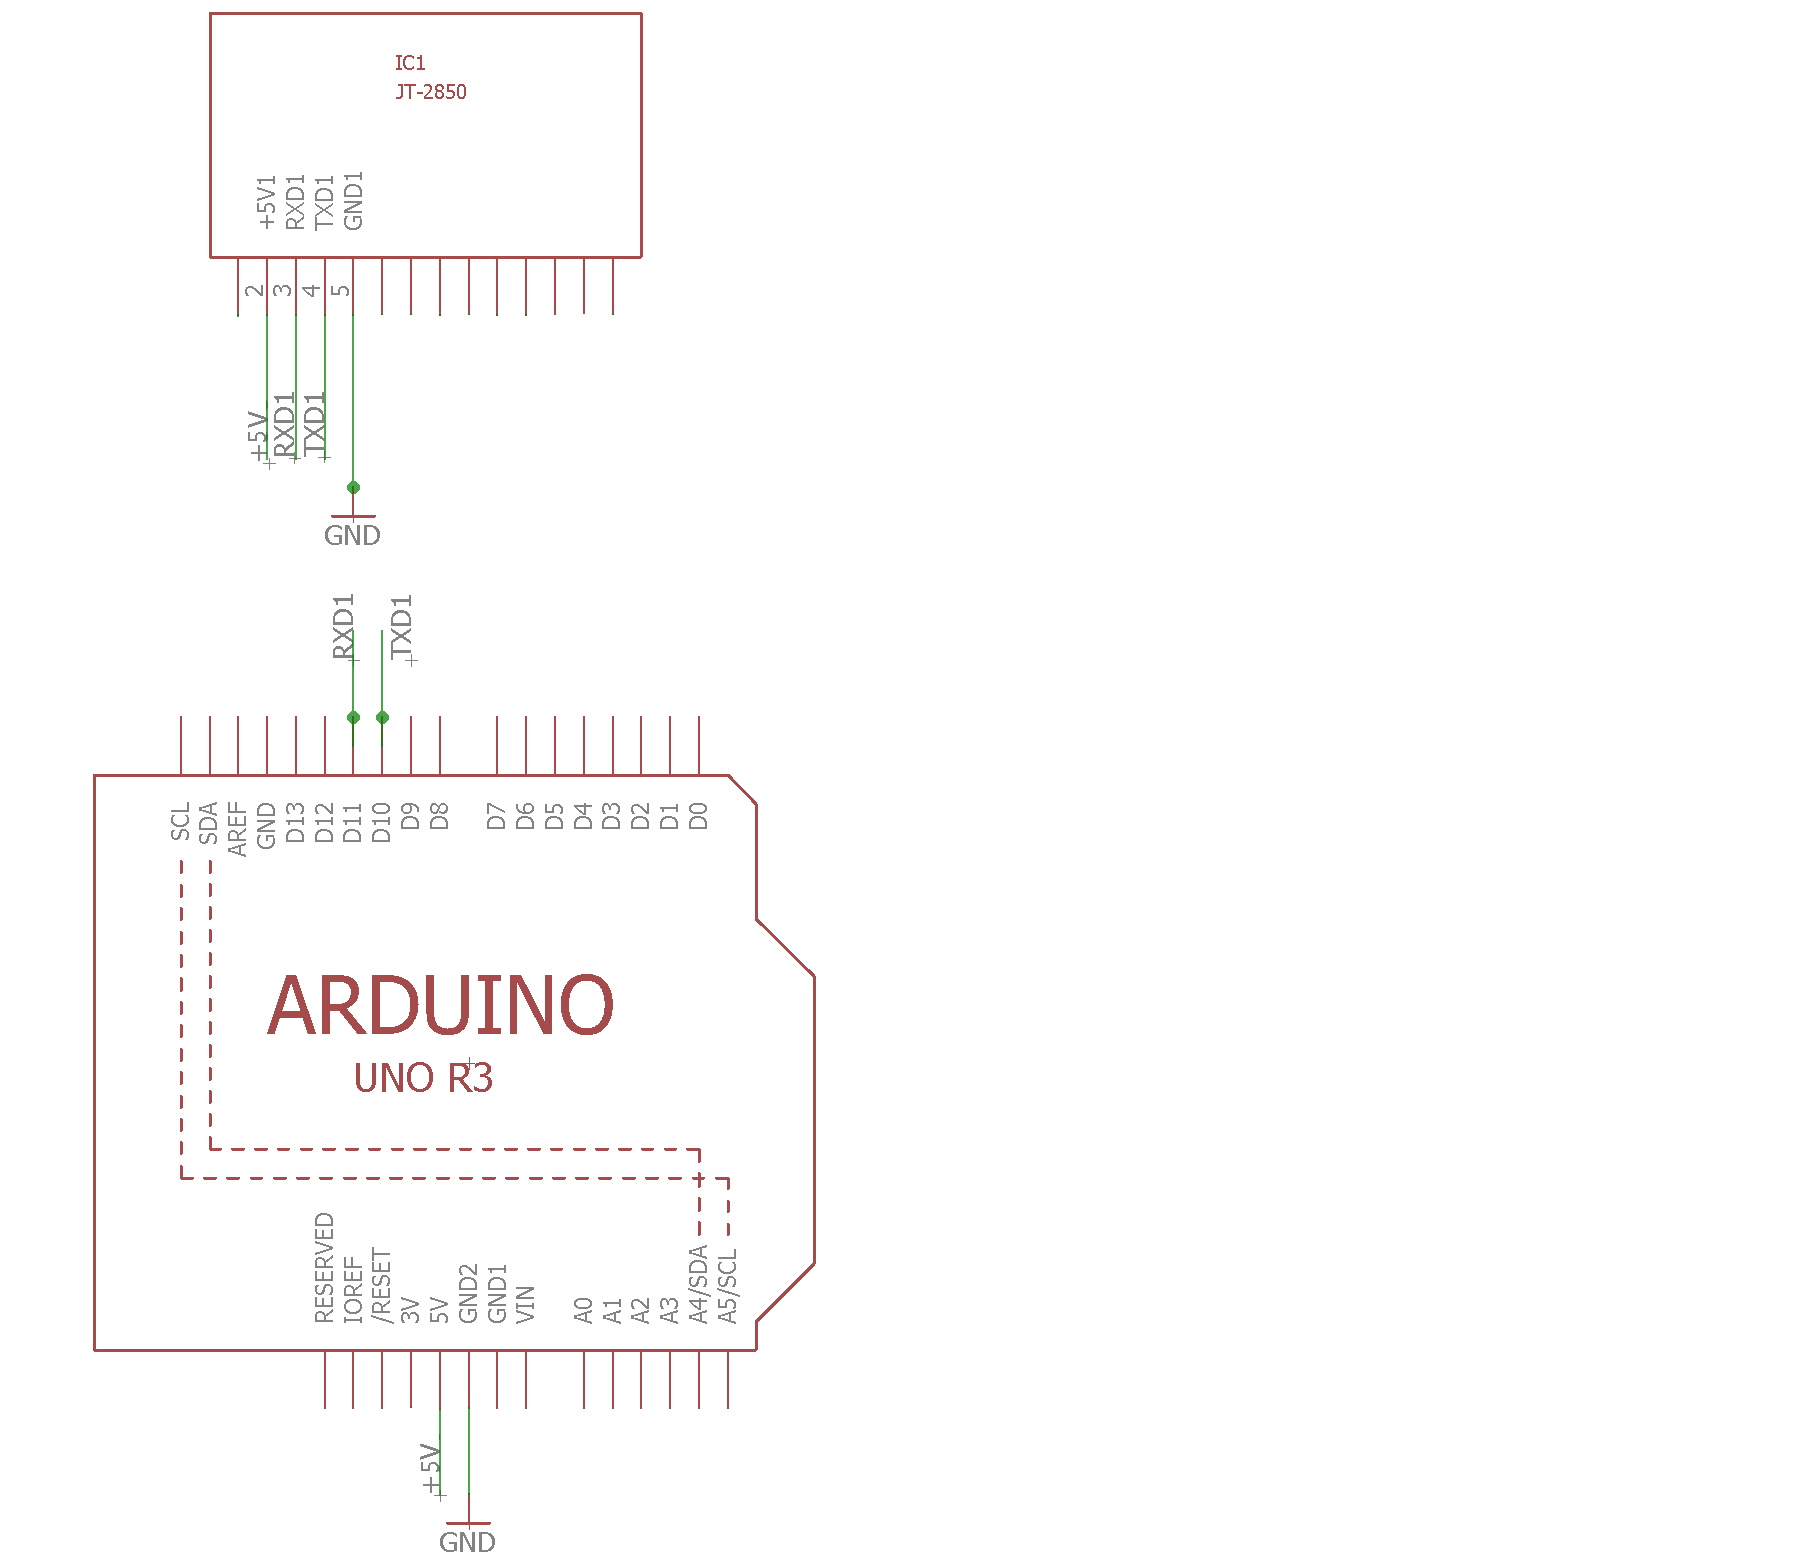 IC1
JT-2850
+5V1
RXD1
TXD1
GND1
2
3
4
5
+5V
RXD1
TXD1
GND
RXD1
TXD1
SCL
SDA
AREF
GND
D13
D12
D11
D10
D9
D8
D7
D6
D5
D4
D3
D2
D1
D0
ARDUINO
UNO R3
RESERVED
IOREF
/RESET
3V
5V
GND2
GND1
VIN
A0
A1
A2
A3
A4/SDA
A5/SCL
+5V
GND